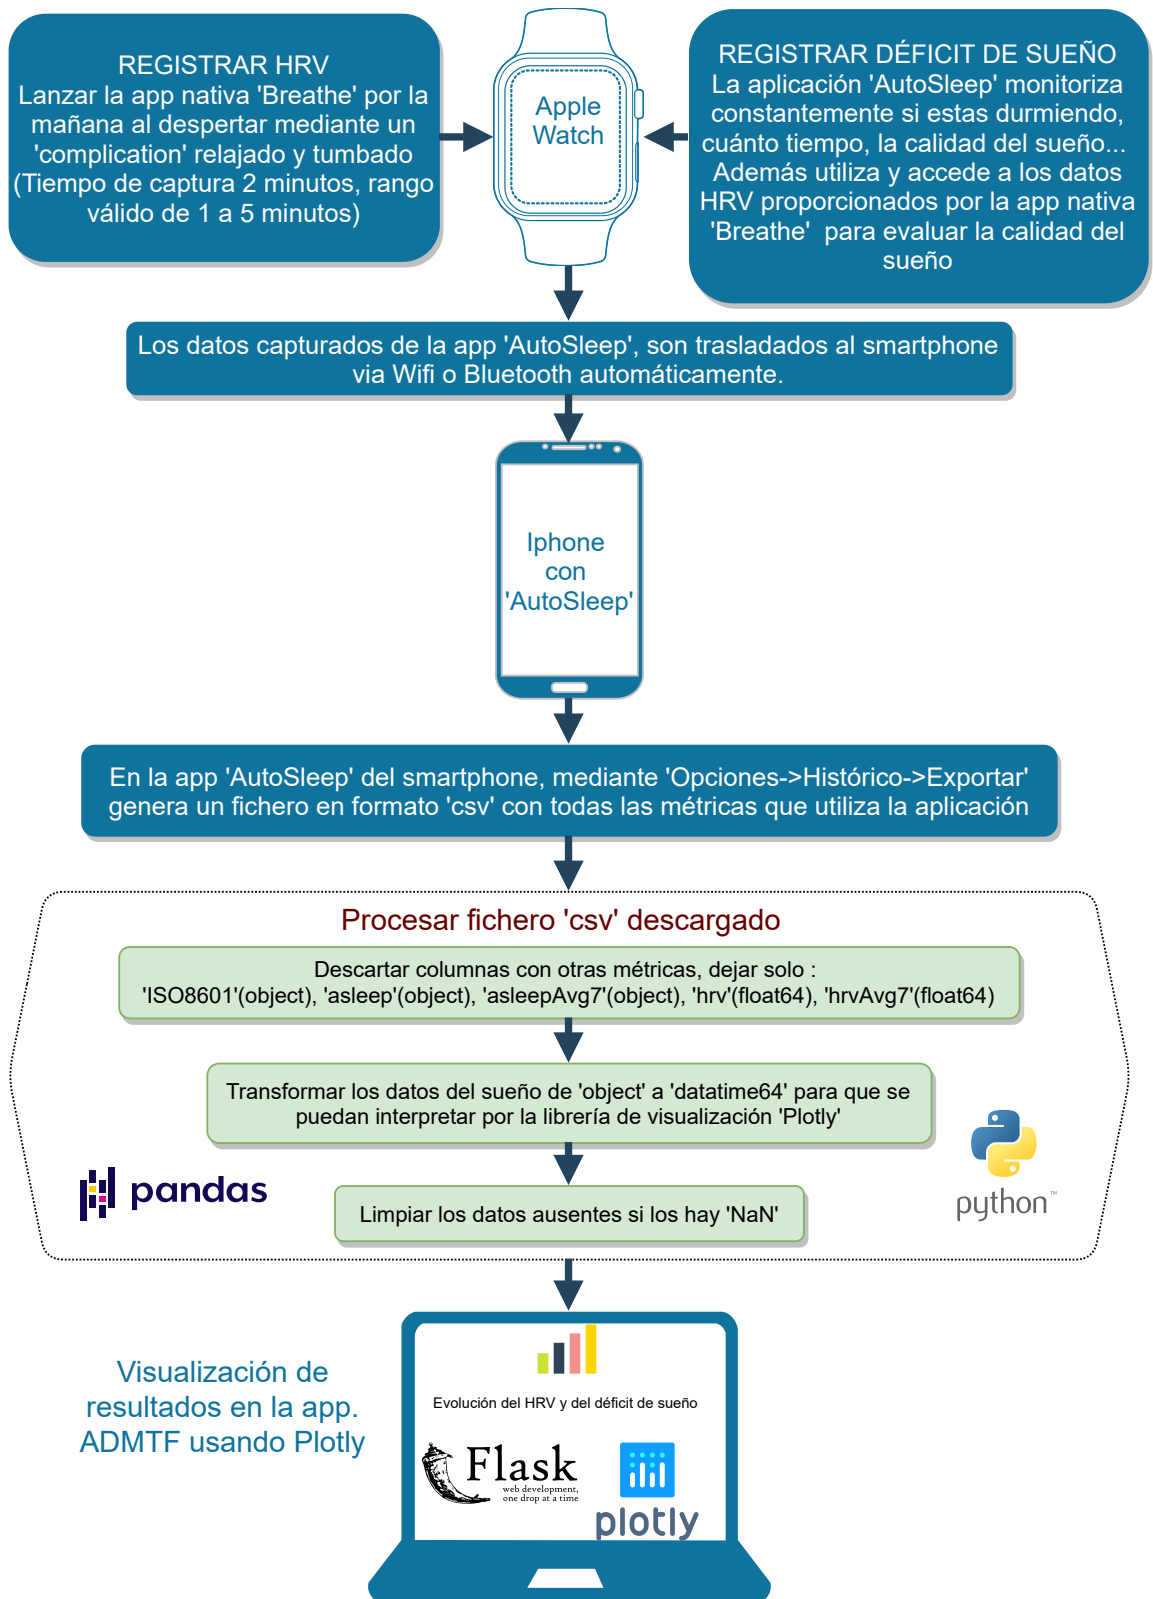 REGISTRAR HRV
Lanzar la app nativa 'Breathe' por la
mañana al despertar mediante un
'complication' relajado y tumbado
(Tiempo de captura 2 minutos, rango
válido de 1 a 5 minutos)
Apple
Watch
REGISTRAR DÉFICIT DE SUEÑO
La aplicación 'AutoSleep' monitoriza
constantemente si estas durmiendo,
cuánto tiempo, la calidad del sueño...
Además utiliza y accede a los datos
HRV proporcionados por la app nativa
'Breathe'  para evaluar la calidad del
sueño
Los datos capturados de la app 'AutoSleep', son trasladados al smartphone
via Wifi o Bluetooth automáticamente.
Iphone
con
'AutoSleep'
En la app 'AutoSleep' del smartphone, mediante 'Opciones->Histórico->Exportar'
genera un fichero en formato 'csv' con todas las métricas que utiliza la aplicación
Procesar fichero 'csv' descargado
Descartar columnas con otras métricas, dejar solo :
'ISO8601'(object), 'asleep'(object), 'asleepAvg7'(object), 'hrv'(float64), 'hrvAvg7'(float64)
Transformar los datos del sueño de 'object' a 'datatime64' para que se
puedan interpretar por la librería de visualización 'Plotly'
pandas
python™
Limpiar los datos ausentes si los hay 'NaN'
Visualización de
resultados en la app.
ADMTF usando Plotly
Evolución del HRV y del déficit de sueño
Flask
web development,
one drop at a time
plotly